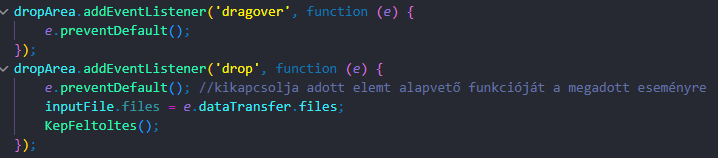 dropArea.addEventListener('dragover', function (e) {
    e.preventDefault();
});
dropArea.addEventListener('drop', function (e) {
    e.preventDefault(); //kikapcsolja adott elemt alapvető funkcióját a megadott eseményre
    inputFile.files = e.dataTransfer.files;
    KepFeltoltes();
});